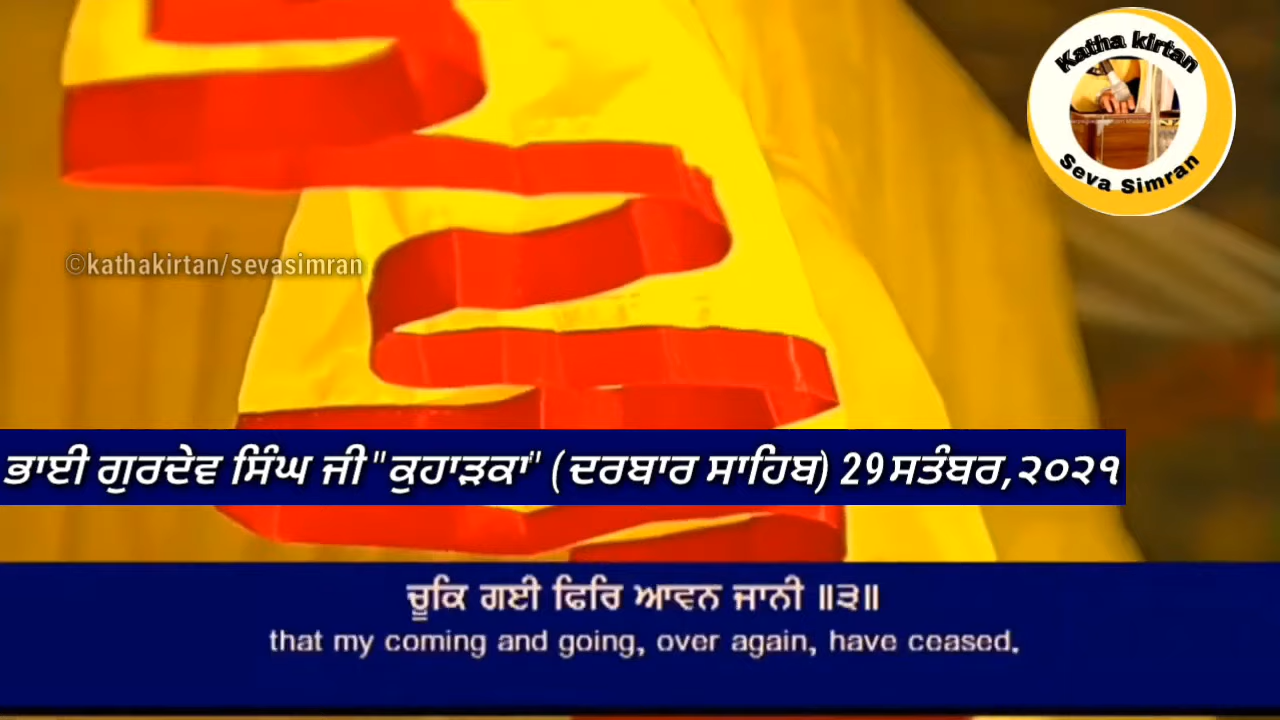 Katha kirtan
Seva Simran
©kathakirtan/sevasimran
ਭਾਈ ਗੁਰਦੇਵ ਸਿੰਘ ਜੀ "ਕੁਹਾੜਕਾ" (ਦਰਬਾਰ ਸਾਹਿਬ) 29 ਸਤੰਬਰ, ੨੦੨੧
ਚੂਕਿ ਗਈ ਫਿਰਿ ਆਵਨ ਜਾਨੀ ॥੩॥
that my coming and going, over again, have ceased.